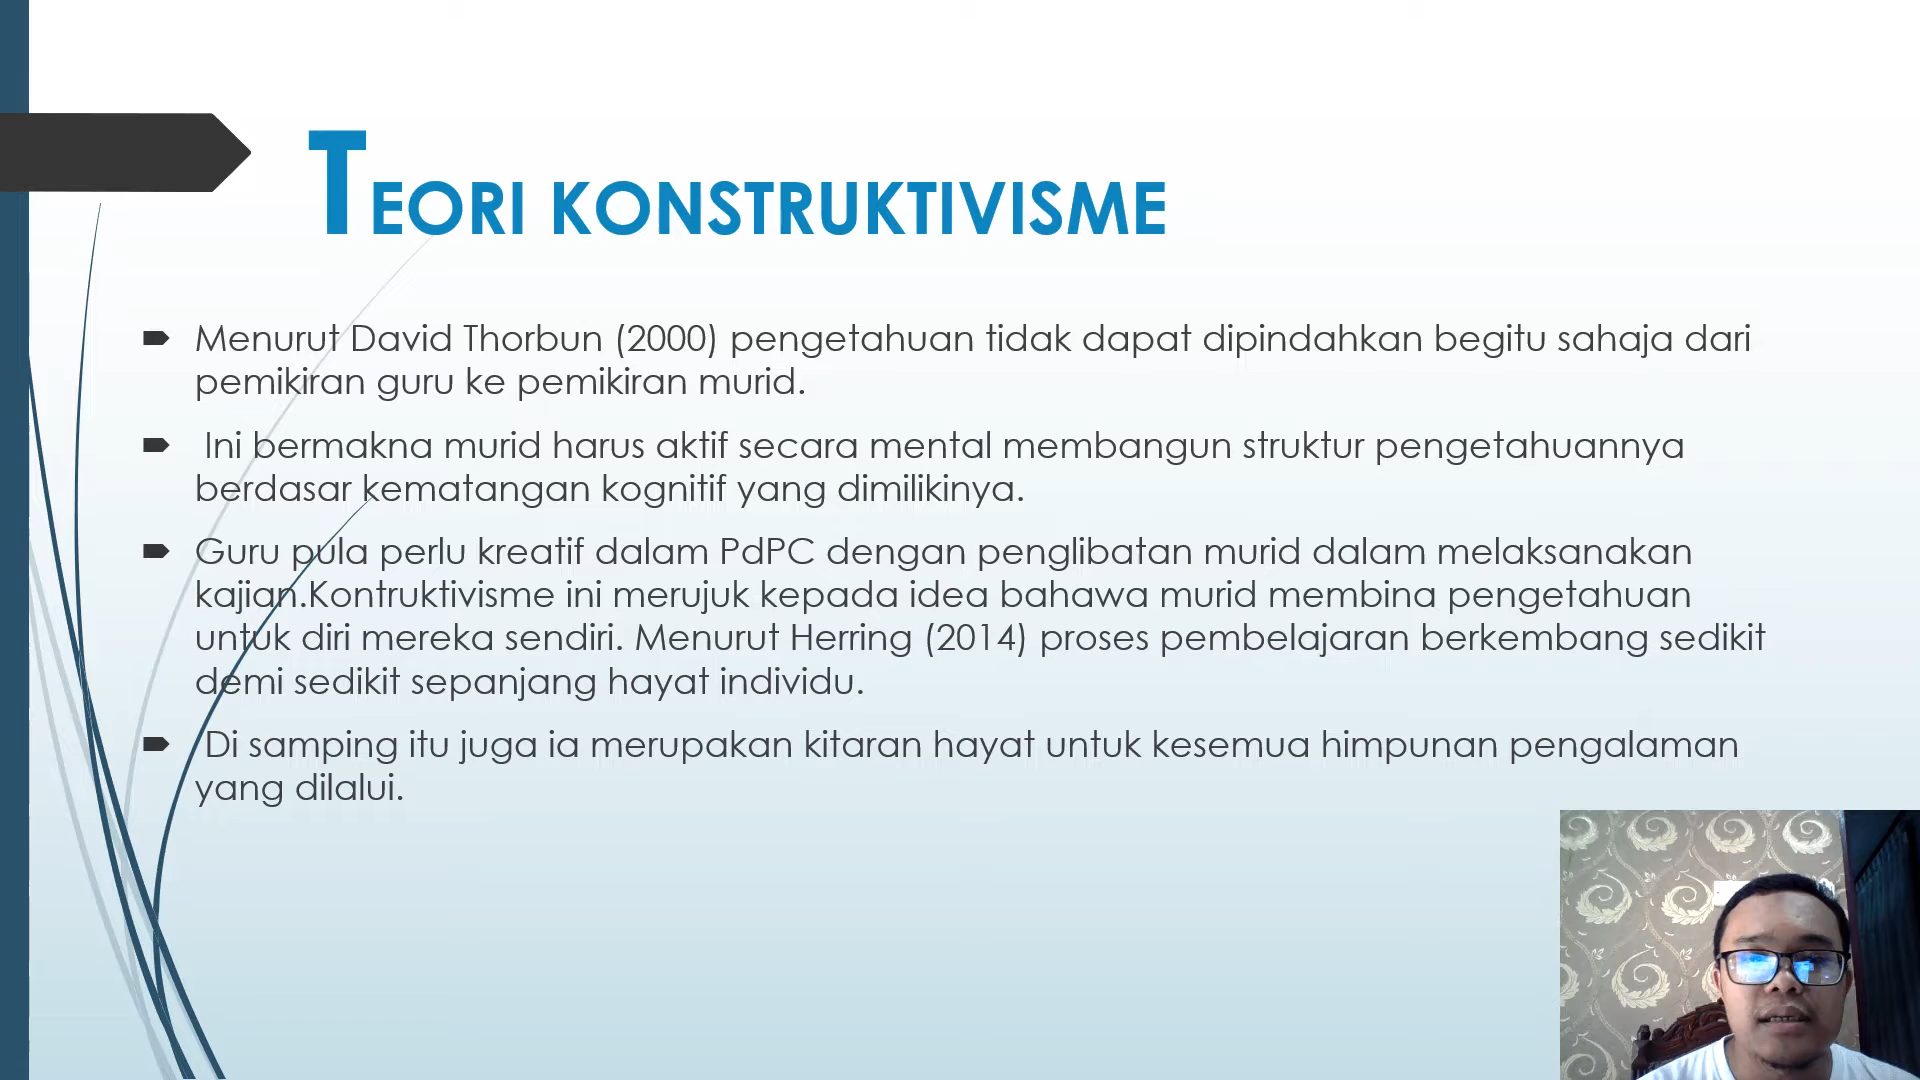 TEORI KONSTRUKTIVISME
Menurut David Thorbun (2000) pengetahuan tidak dapat dipindahkan begitu sahaja dari
pemikiran guru ke pemikiran murid.
Ini bermakna murid harus aktif secara mental membangun struktur pengetahuannya
berdasar kematangan kognitif yang dimilikinya.
Guru pula perlu kreatif dalam PdPC dengan penglibatan murid dalam melaksanakan
kajian.Kontruktivisme ini merujuk kepada idea bahawa murid membina pengetahuan
untuk diri mereka sendiri. Menurut Herring (2014) proses pembelajaran berkembang sedikit
demi sedikit sepanjang hayat individu.
Di samping itu juga ia merupakan kitaran hayat untuk kesemua himpunan pengalaman
yang dilalui.